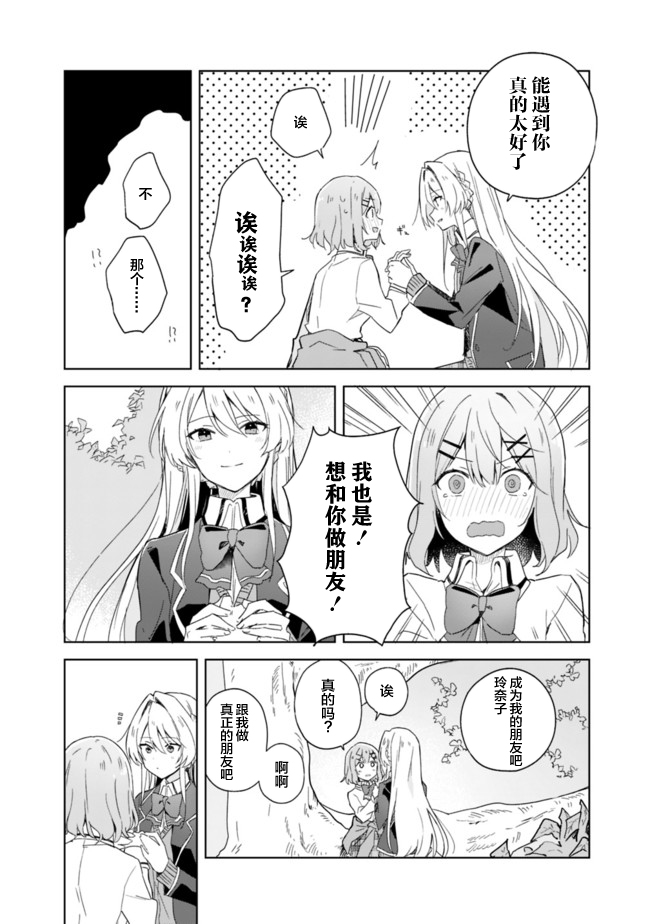 能遇到你
真的太好了
诶
诶诶诶诶？
不
那个……
我也是！
想和你做朋友！
成为我的朋友吧
玲奈子
诶
真的吗？
啊啊
跟我做
真正的朋友吧